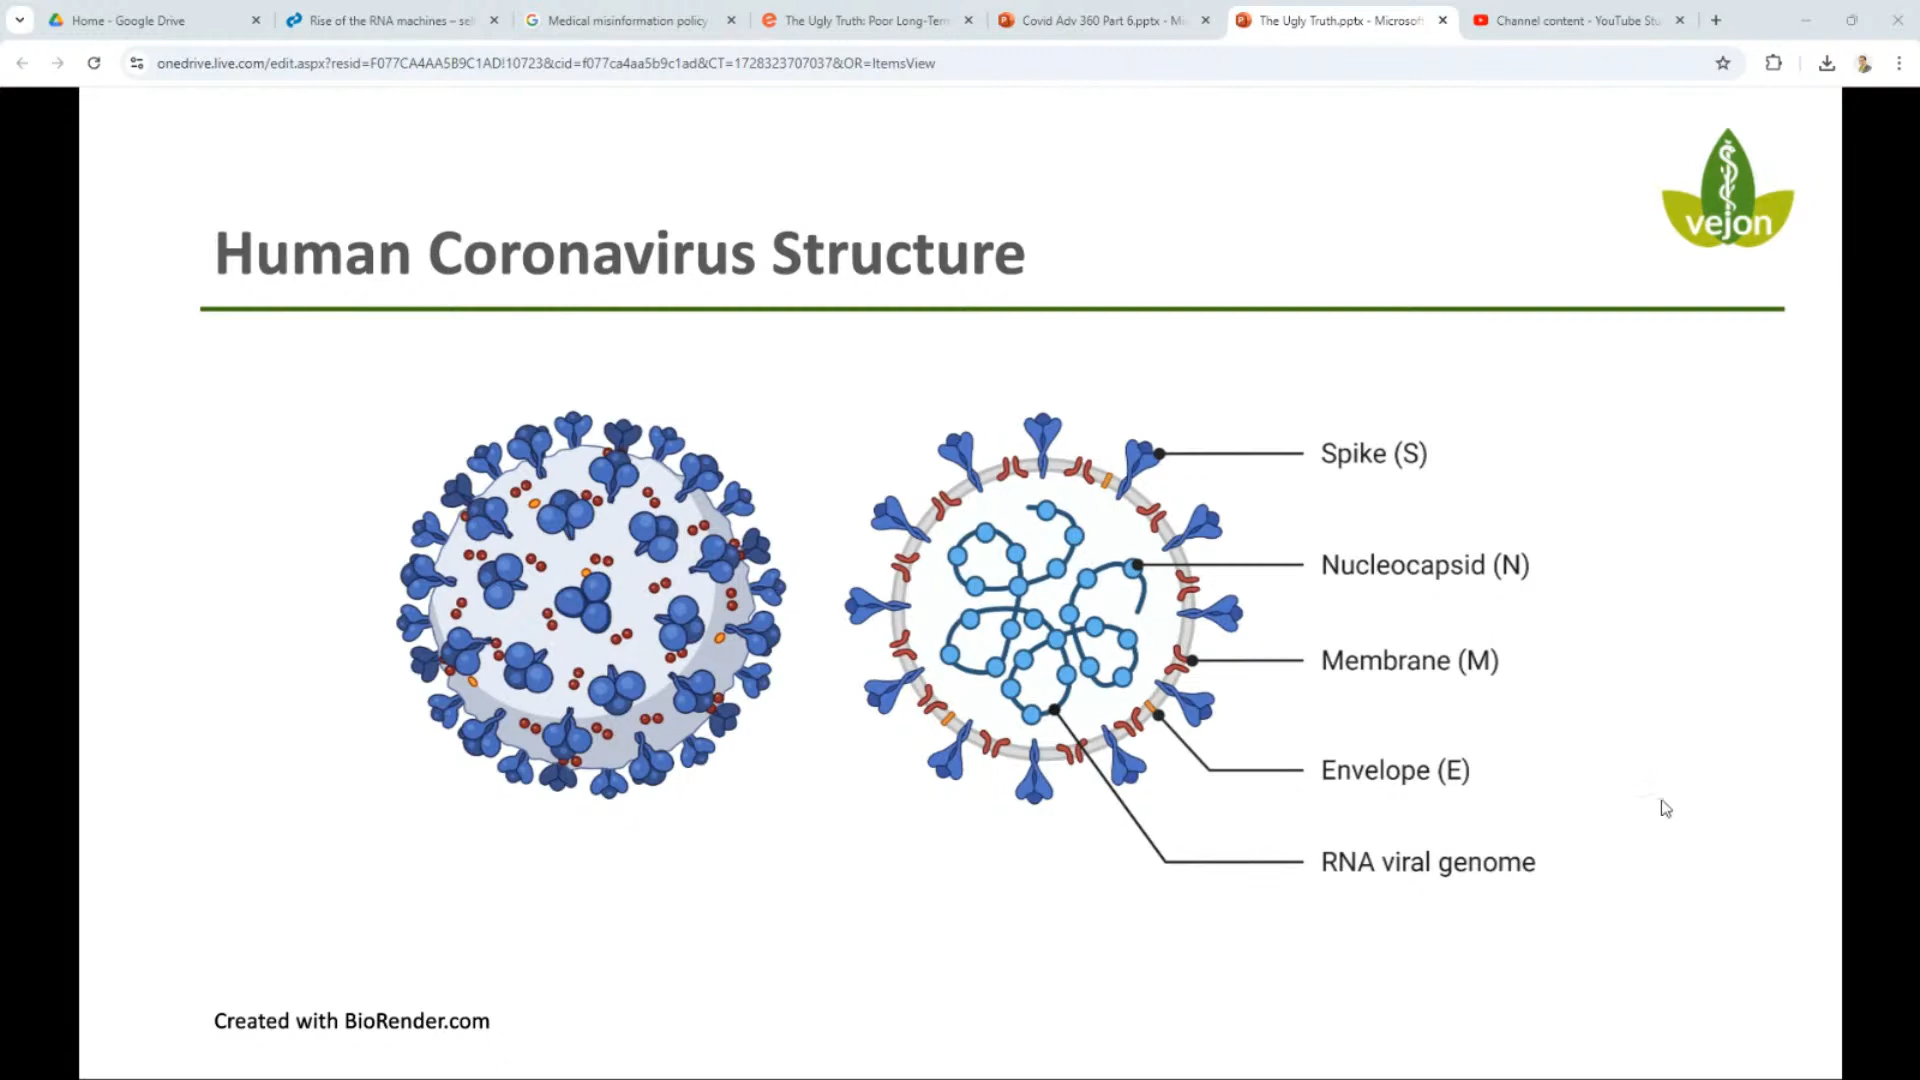 Home - Google Drive
Rise of the RNA machines – sel
Medical misinformation policy
The Ugly Truth: Poor Long-Term
Covid Adv 360 Part 6.pptx - Mi
The Ugly Truth.pptx - Microsoft
Channel content - YouTube Stu
onedrive.live.com/edit.aspx?resid=F077CA4AA5B9C1AD!10723&cid=f077ca4aa5b9c1ad&CT=1728323707037&OR=ItemsView
vejon
Human Coronavirus Structure
Spike (S)
Nucleocapsid (N)
Membrane (M)
Envelope (E)
RNA viral genome
Created with BioRender.com